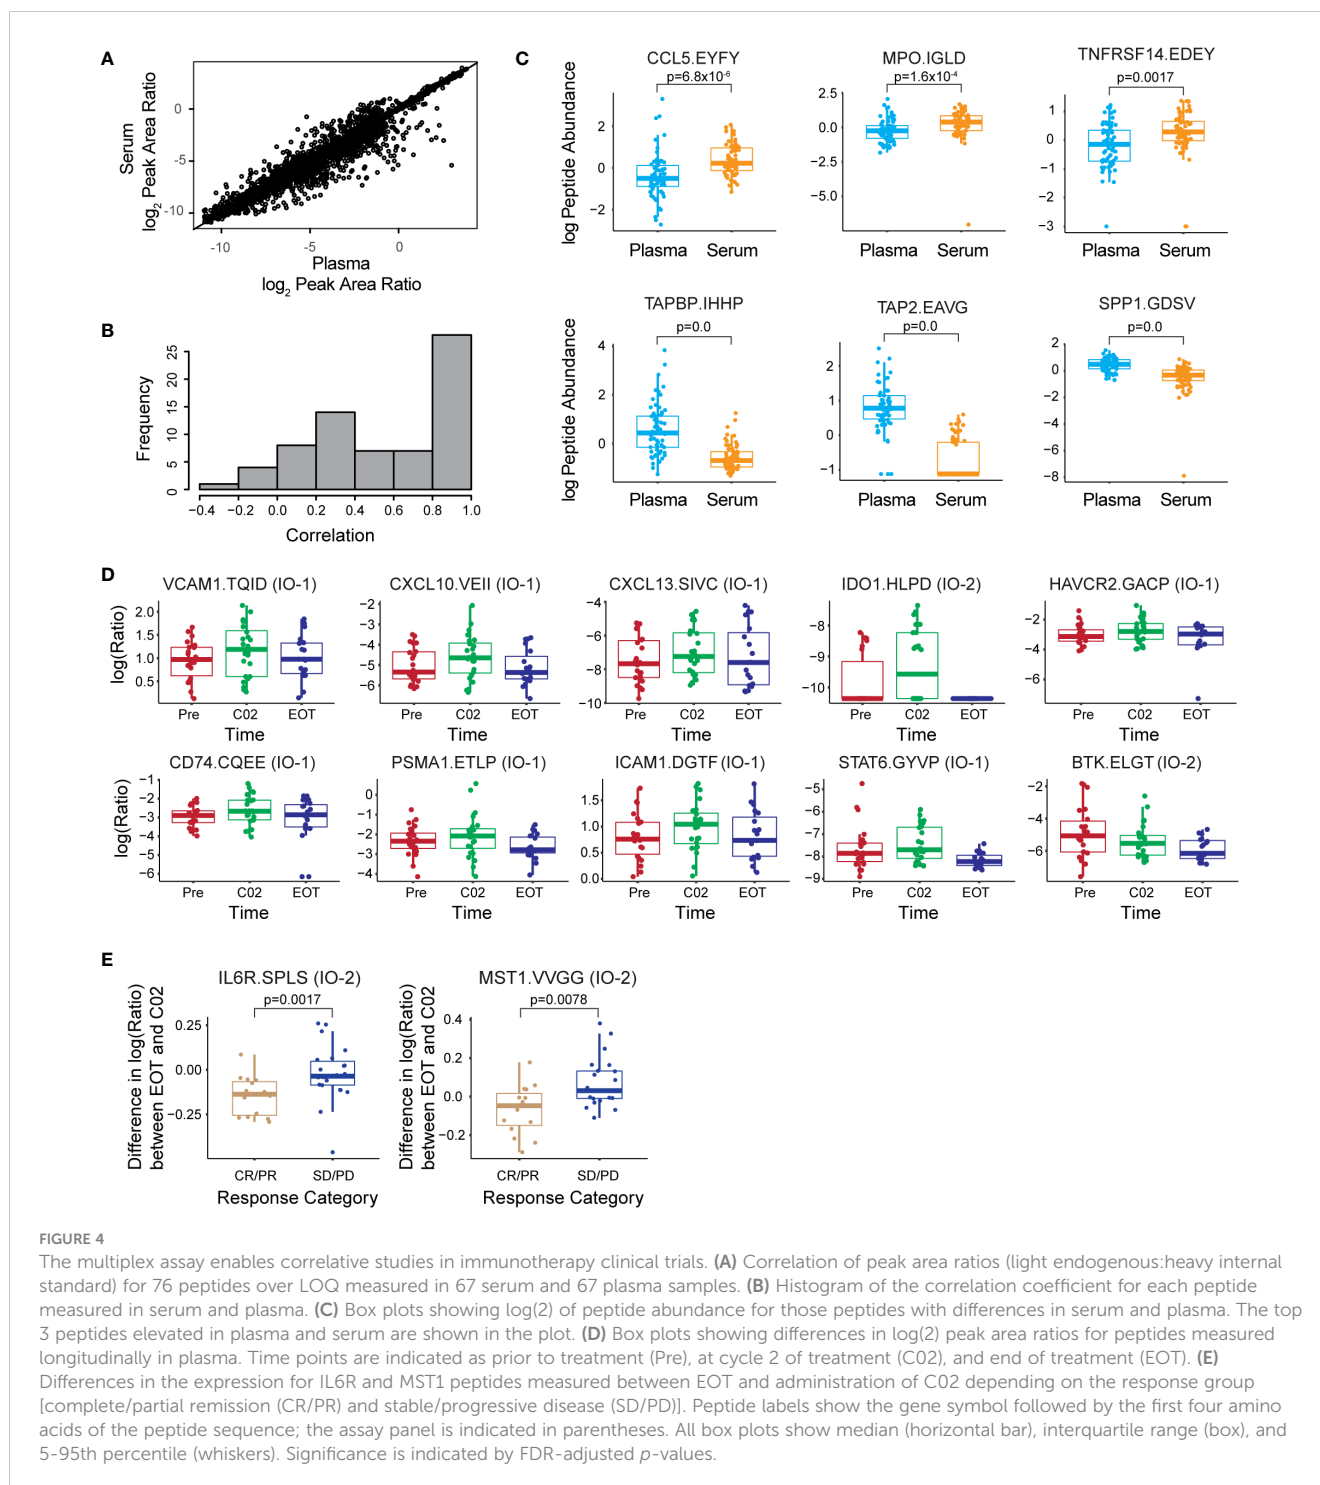 A
Serum
log2 Peak Area Ratio
0
-5
-10
-10
-5
0
Plasma
log2 Peak Area Ratio
B
Frequency
0
5
10
15
20
25
−0.4
−0.2
0.0
0.2
0.4
0.6
0.8
1.0
Correlation
C
log Peptide Abundance
CCL5.EYFY
p=6.8x10-6
2
0
−2
Plasma
Serum
MPO.IGLD
p=1.6x10-4
2.5
0.0
−2.5
−5.0
Plasma
Serum
TNFRSF14.EDEY
p=0.0017
1
0
−1
−2
−3
Plasma
Serum
log Peptide Abundance
TAPBP.IHHP
p=0.0
4
2
0
Plasma
Serum
TAP2.EAVG
p=0.0
2
1
0
−1
Plasma
Serum
SPP1.GDSV
p=0.0
2
0
−2
−4
−6
−8
Plasma
Serum
D
VCAM1.TQID (IO-1)
log(Ratio)
2.0
1.5
1.0
0.5
Pre
C02
EOT
Time
CXCL10.VEII (IO-1)
−2
−3
−4
−5
−6
Pre
C02
EOT
Time
CXCL13.SIVC (IO-1)
−4
−6
−8
−10
Pre
C02
EOT
Time
IDO1.HLPD (IO-2)
−8
−9
−10
Pre
C02
EOT
Time
HAVCR2.GACP (IO-1)
−2
−4
−6
Pre
C02
EOT
Time
CD74.CQEE (IO-1)
log(Ratio)
−1
−2
−3
−4
−5
−6
Pre
C02
EOT
Time
PSMA1.ETLP (IO-1)
0
−1
−2
−3
−4
Pre
C02
EOT
Time
ICAM1.DGTF (IO-1)
1.5
1.0
0.5
0.0
Pre
C02
EOT
Time
STAT6.GYVP (IO-1)
−5
−6
−7
−8
−9
Pre
C02
EOT
Time
BTK.ELGT (IO-2)
−2
−4
−6
Pre
C02
EOT
Time
E
IL6R.SPLS (IO-2)
p=0.0017
Difference in log(Ratio)
between EOT and C02
0.25
0.00
−0.25
CR/PR
SD/PD
Response Category
MST1.VVGG (IO-2)
p=0.0078
Difference in log(Ratio)
between EOT and C02
0.4
0.2
0.0
−0.2
CR/PR
SD/PD
Response Category
FIGURE 4
The multiplex assay enables correlative studies in immunotherapy clinical trials. (A) Correlation of peak area ratios (light endogenous:heavy internal
standard) for 76 peptides over LOQ measured in 67 serum and 67 plasma samples. (B) Histogram of the correlation coefficient for each peptide
measured in serum and plasma. (C) Box plots showing log(2) of peptide abundance for those peptides with differences in serum and plasma. The top
3 peptides elevated in plasma and serum are shown in the plot. (D) Box plots showing differences in log(2) peak area ratios for peptides measured
longitudinally in plasma. Time points are indicated as prior to treatment (Pre), at cycle 2 of treatment (C02), and end of treatment (EOT). (E)
Differences in the expression for IL6R and MST1 peptides measured between EOT and administration of C02 depending on the response group
[complete/partial remission (CR/PR) and stable/progressive disease (SD/PD)]. Peptide labels show the gene symbol followed by the first four amino
acids of the peptide sequence; the assay panel is indicated in parentheses. All box plots show median (horizontal bar), interquartile range (box), and
5-95th percentile (whiskers). Significance is indicated by FDR-adjusted p-values.